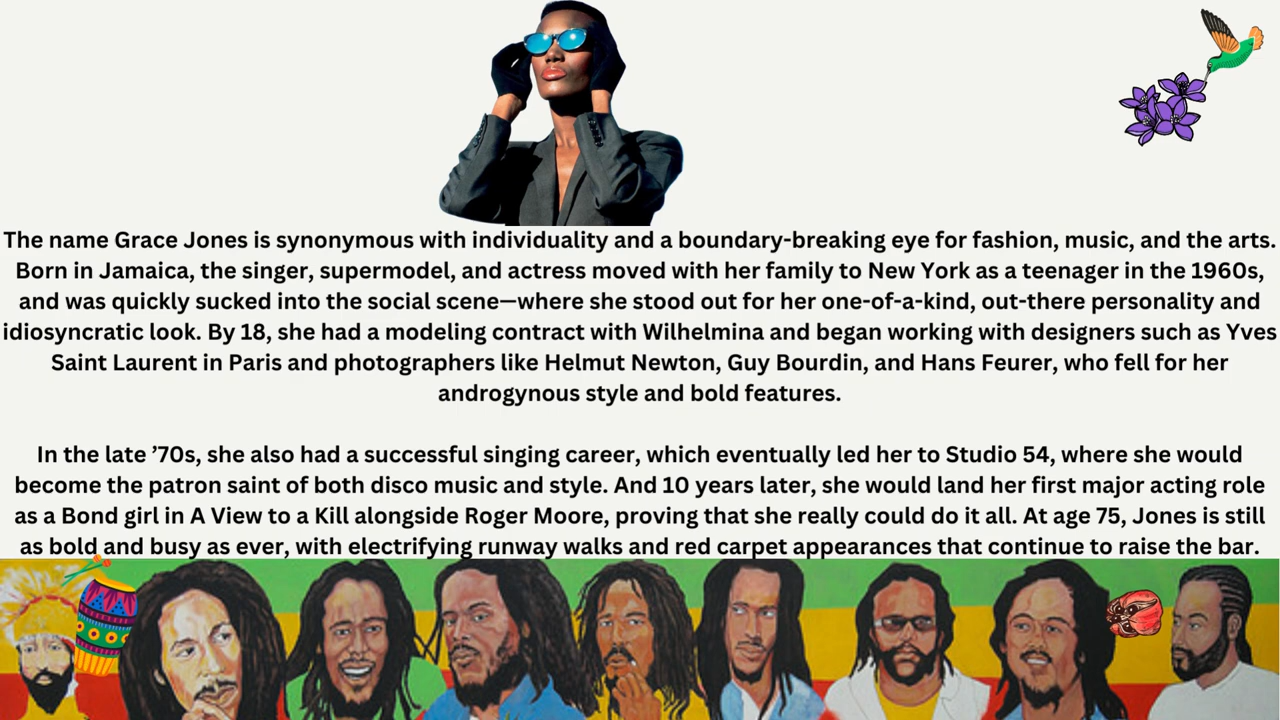 The name Grace Jones is synonymous with individuality and a boundary-breaking eye for fashion, music, and the arts.
Born in Jamaica, the singer, supermodel, and actress moved with her family to New York as a teenager in the 1960s,
and was quickly sucked into the social scene—where she stood out for her one-of-a-kind, out-there personality and
idiosyncratic look. By 18, she had a modeling contract with Wilhelmina and began working with designers such as Yves
Saint Laurent in Paris and photographers like Helmut Newton, Guy Bourdin, and Hans Feurer, who fell for her
androgynous style and bold features.
In the late ’70s, she also had a successful singing career, which eventually led her to Studio 54, where she would
become the patron saint of both disco music and style. And 10 years later, she would land her first major acting role
as a Bond girl in A View to a Kill alongside Roger Moore, proving that she really could do it all. At age 75, Jones is still
as bold and busy as ever, with electrifying runway walks and red carpet appearances that continue to raise the bar.